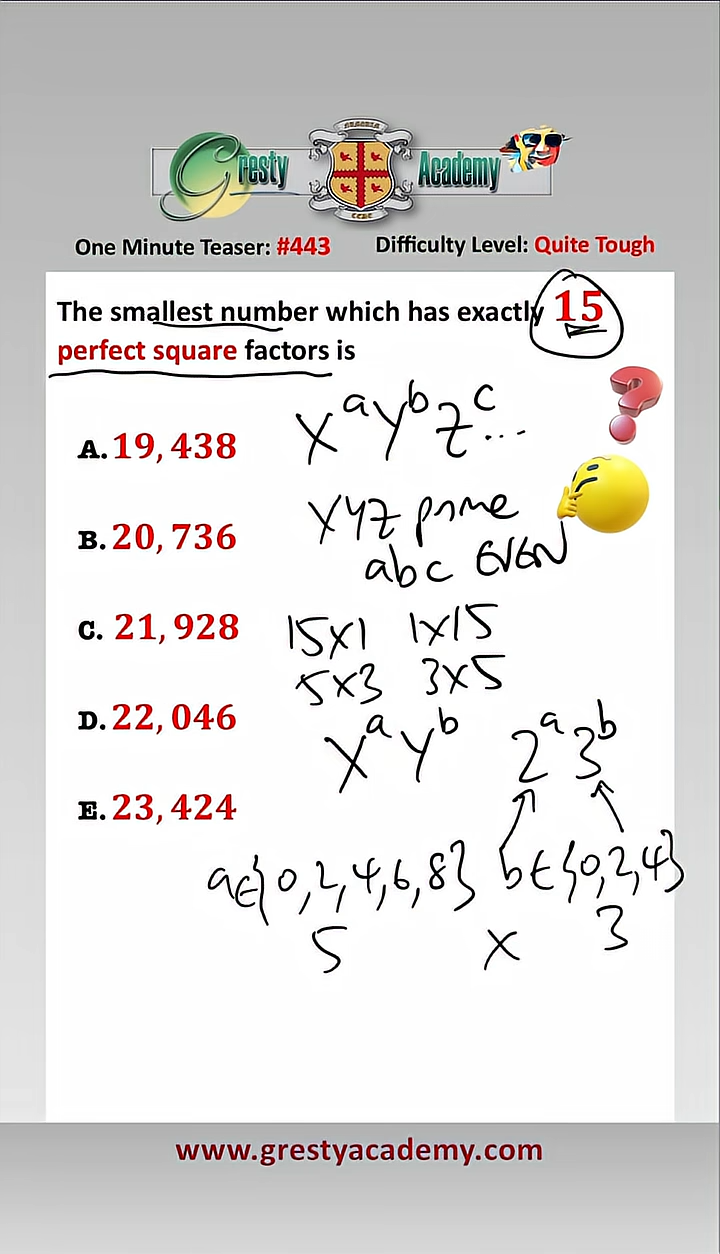 Gresty Academy
One Minute Teaser: #443 Difficulty Level: Quite Tough
The smallest number which has exactly 15
perfect square factors is
A. 19,438
B. 20,736
C. 21,928
D. 22,046
E. 23,424
x^a y^b z^c ...
xyz prime
abc EVEN
15x1 1x15
5x3 3x5
x^a y^b 2^a 3^b
a∈{0,2,4,6,8} b∈{0,2,4}
5 x 3
www.grestyacademy.com